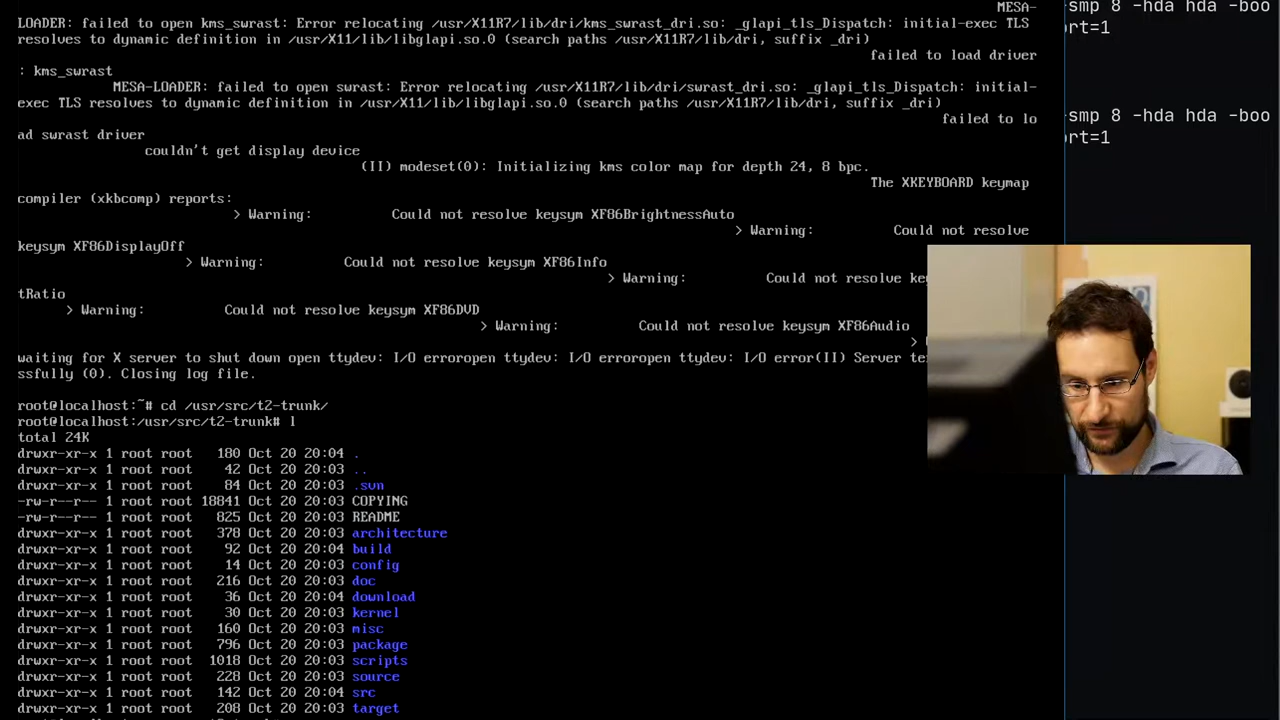 MESA-
LOADER: failed to open kms_swrast: Error relocating /usr/X11R7/lib/dri/kms_swrast_dri.so: _glapi_tls_Dispatch: initial-exec TLS
resolves to dynamic definition in /usr/X11/lib/libglapi.so.0 (search paths /usr/X11R7/lib/dri, suffix _dri)
failed to load driver
: kms_swrast
MESA-LOADER: failed to open swrast: Error relocating /usr/X11R7/lib/dri/swrast_dri.so: _glapi_tls_Dispatch: initial-
exec TLS resolves to dynamic definition in /usr/X11/lib/libglapi.so.0 (search paths /usr/X11R7/lib/dri, suffix _dri)
failed to lo
ad swrast driver
couldn't get display device
(II) modeset(0): Initializing kms color map for depth 24, 8 bpc.
The XKEYBOARD keymap
compiler (xkbcomp) reports:
> Warning:          Could not resolve keysym XF86BrightnessAuto
> Warning:          Could not resolve
keysym XF86DisplayOff
> Warning:          Could not resolve keysym XF86Info
> Warning:          Could not resolve ke
tRatio
> Warning:          Could not resolve keysym XF86DVD
> Warning:          Could not resolve keysym XF86Audio
>
waiting for X server to shut down open ttydev: I/O erroropen ttydev: I/O erroropen ttydev: I/O error(II) Server te
ssfully (0). Closing log file.
root@localhost:~# cd /usr/src/t2-trunk/
root@localhost:/usr/src/t2-trunk# l
total 24K
drwxr-xr-x 1 root root   180 Oct 20 20:04 .
drwxr-xr-x 1 root root    42 Oct 20 20:03 ..
drwxr-xr-x 1 root root    84 Oct 20 20:03 .svn
-rw-r--r-- 1 root root 18841 Oct 20 20:03 COPYING
-rw-r--r-- 1 root root   825 Oct 20 20:03 README
drwxr-xr-x 1 root root   378 Oct 20 20:03 architecture
drwxr-xr-x 1 root root    92 Oct 20 20:04 build
drwxr-xr-x 1 root root    14 Oct 20 20:03 config
drwxr-xr-x 1 root root   216 Oct 20 20:03 doc
drwxr-xr-x 1 root root    36 Oct 20 20:04 download
drwxr-xr-x 1 root root    30 Oct 20 20:03 kernel
drwxr-xr-x 1 root root   160 Oct 20 20:03 misc
drwxr-xr-x 1 root root   796 Oct 20 20:03 package
drwxr-xr-x 1 root root  1018 Oct 20 20:03 scripts
drwxr-xr-x 1 root root   228 Oct 20 20:03 source
drwxr-xr-x 1 root root   142 Oct 20 20:04 src
drwxr-xr-x 1 root root   208 Oct 20 20:03 target
-smp 8 -hda hda -boo
ort=1
-smp 8 -hda hda -boo
ort=1